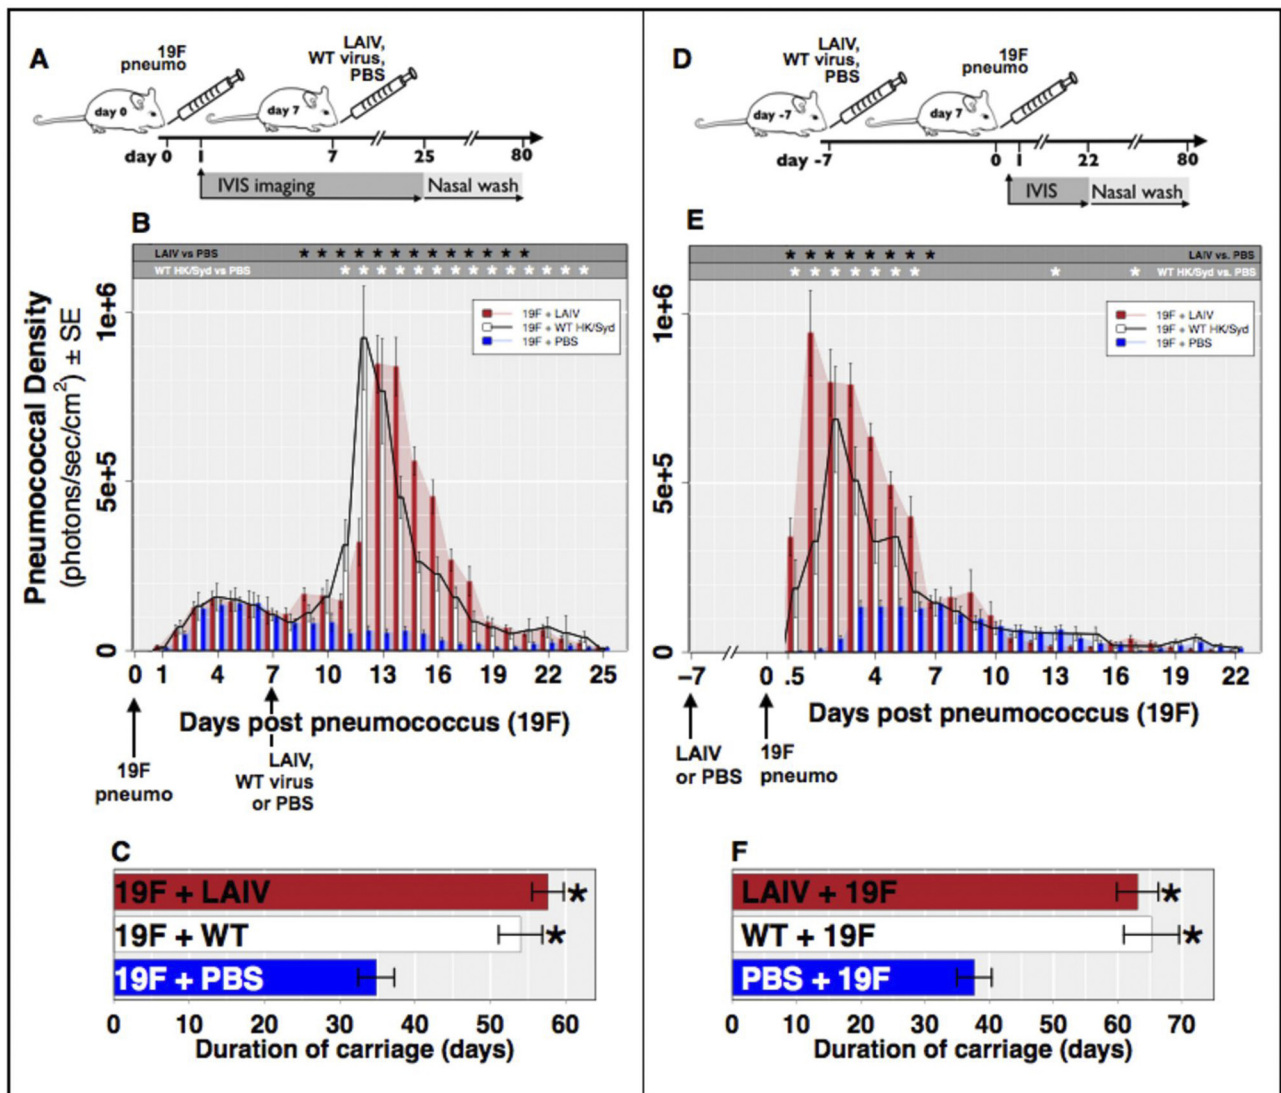 A
19F
pneumo
LAIV,
WT virus,
PBS
day 0
day 7
day 0 1 7 25 80
IVIS imaging
Nasal wash
B
LAIV vs PBS * * * * * * * * * * * * *
WT HK/Syd vs PBS * * * * * * * * * * * * * *
19F + LAIV
19F + WT HK/Syd
19F + PBS
Pneumococcal Density
(photons/sec/cm²) ± SE
1e+6
5e+5
0
0 1 4 7 10 13 16 19 22 25
Days post pneumococcus (19F)
19F
pneumo
LAIV,
WT virus
or PBS
C
19F + LAIV *
19F + WT *
19F + PBS
0 10 20 30 40 50 60
Duration of carriage (days)
D
LAIV,
WT virus,
PBS
19F
pneumo
day -7
day 7
day -7 0 1 22 80
IVIS
Nasal wash
E
* * * * * * * * LAIV vs. PBS
* * * * * * * * * WT HK/Syd vs. PBS
19F + LAIV
19F + WT HK/Syd
19F + PBS
1e+6
5e+5
0
−7 0 .5 4 7 10 13 16 19 22
Days post pneumococcus (19F)
LAIV
or PBS
19F
pneumo
F
LAIV + 19F *
WT + 19F *
PBS + 19F
0 10 20 30 40 50 60 70
Duration of carriage (days)